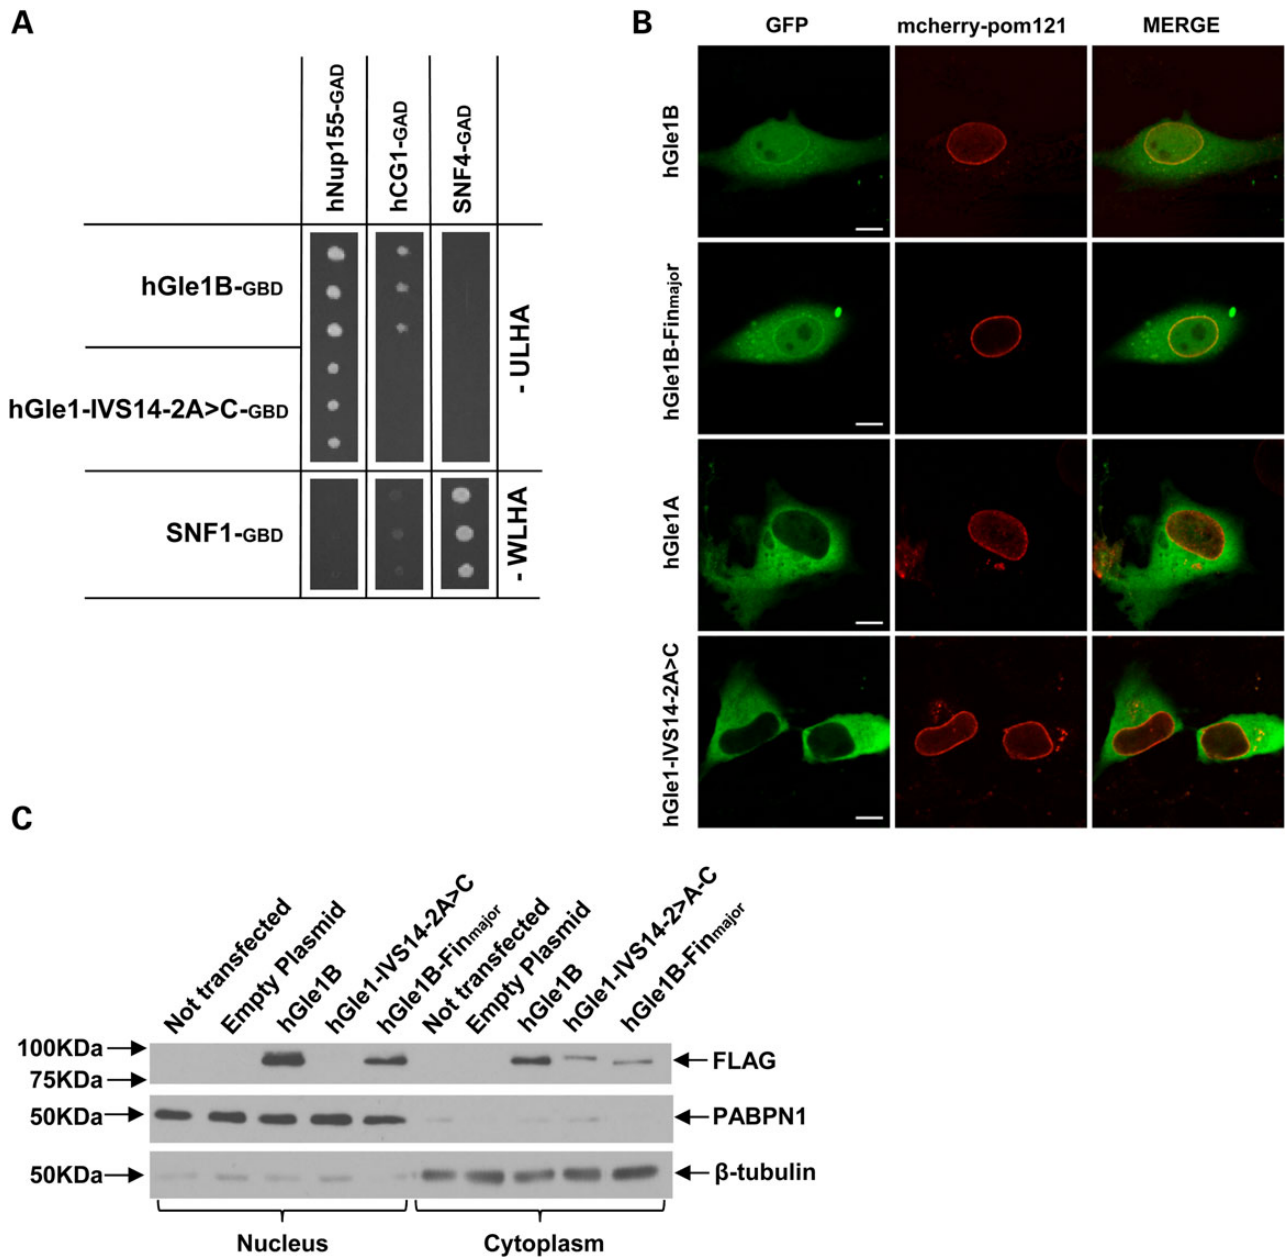 A
hNup155-GAD
hCG1-GAD
SNF4-GAD
hGle1B-GBD
hGle1-IVS14-2A>C-GBD
- ULHA
SNF1-GBD
- WLHA
B
GFP
mcherry-pom121
MERGE
hGle1B
hGle1B-Finmajor
hGle1A
hGle1-IVS14-2A>C
C
Not transfected
Empty Plasmid
hGle1B
hGle1-IVS14-2A>C
hGle1B-Finmajor
Not transfected
Empty Plasmid
hGle1B
hGle1-IVS14-2>A-C
hGle1B-Finmajor
100KDa
75KDa
FLAG
50KDa
PABPN1
50KDa
β-tubulin
Nucleus
Cytoplasm